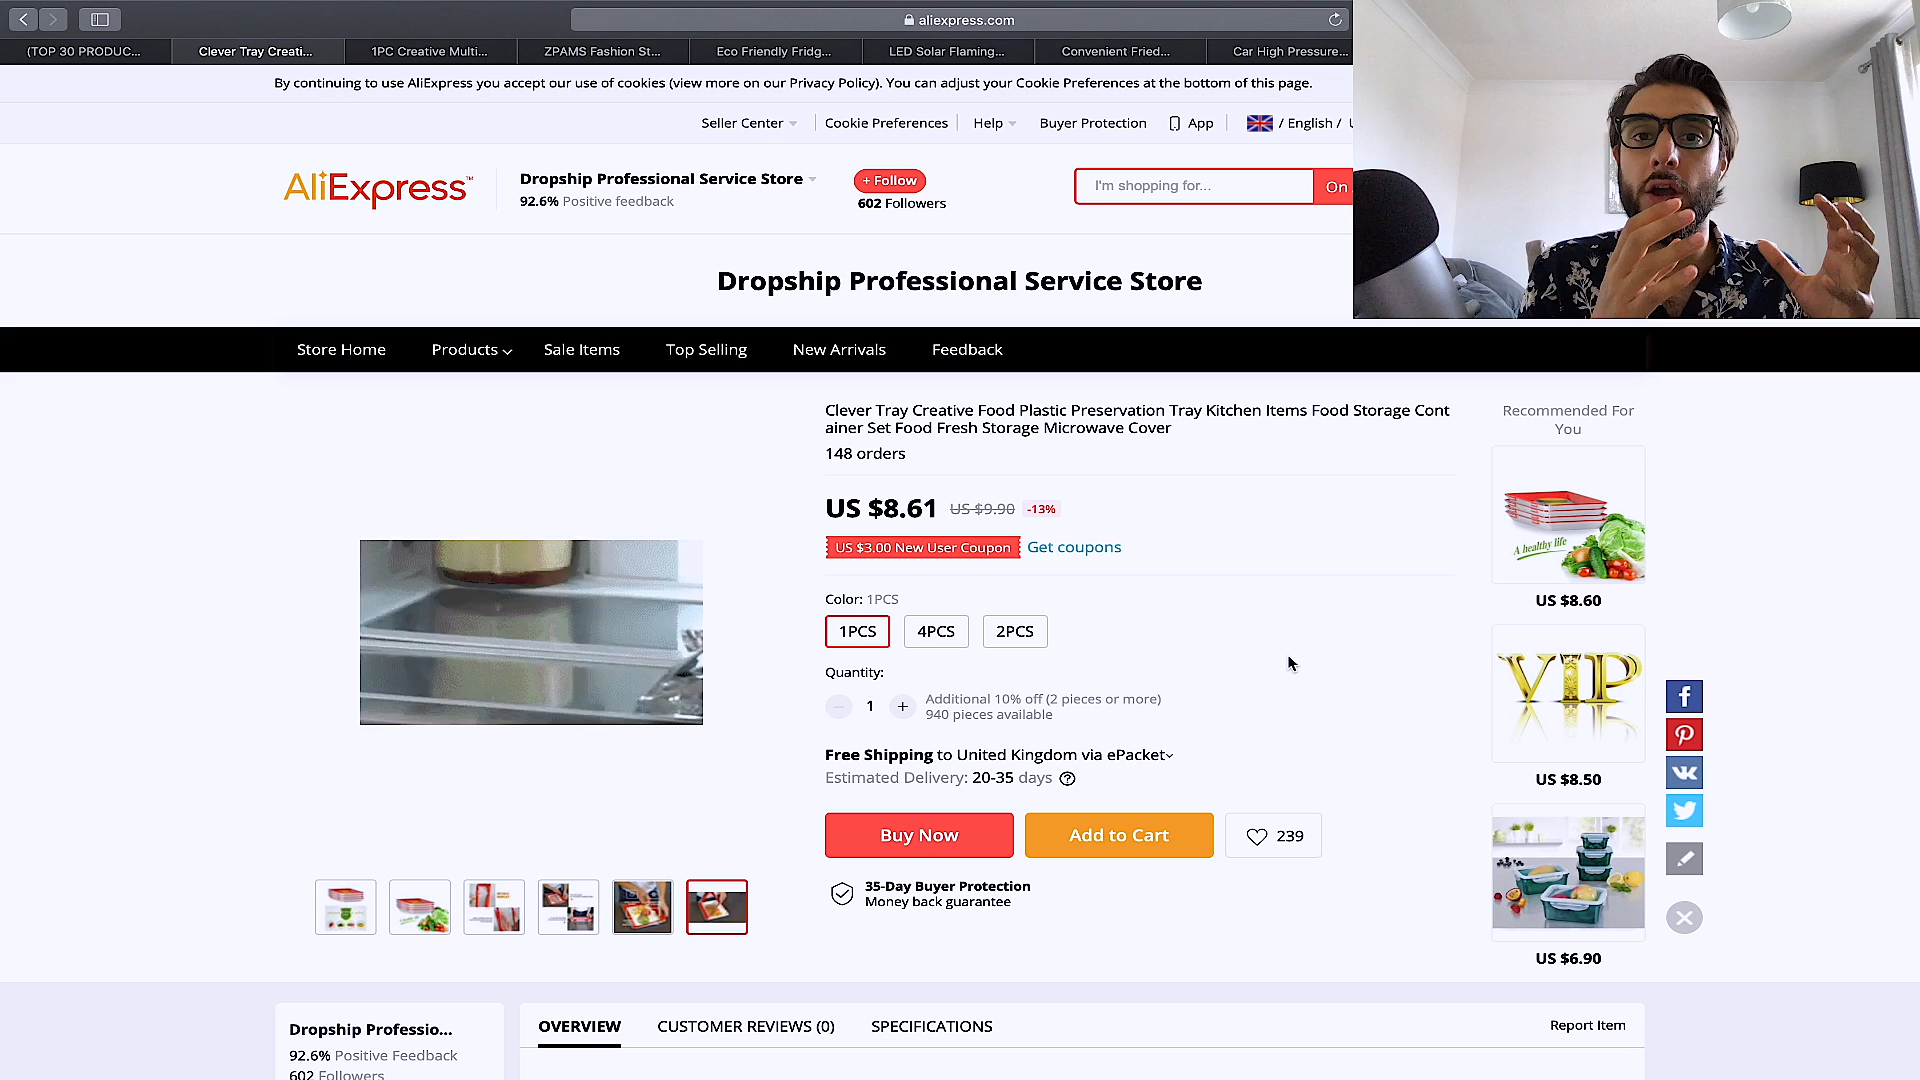 aliexpress.com
(TOP 30 PRODUC...
Clever Tray Creati...
1PC Creative Multi...
ZPAMS Fashion St...
Eco Friendly Fridg...
LED Solar Flaming...
Convenient Fried...
Car High Pressure...
By continuing to use AliExpress you accept our use of cookies (view more on our Privacy Policy). You can adjust your Cookie Preferences at the bottom of this page.
Seller Center
Cookie Preferences
Help
Buyer Protection
App
/ English /
AliExpress™
Dropship Professional Service Store
92.6% Positive feedback
+ Follow
602 Followers
I'm shopping for...
On
Dropship Professional Service Store
Store Home
Products
Sale Items
Top Selling
New Arrivals
Feedback
Clever Tray Creative Food Plastic Preservation Tray Kitchen Items Food Storage Cont
ainer Set Food Fresh Storage Microwave Cover
148 orders
US $8.61 US $9.90 -13%
US $3.00 New User Coupon Get coupons
Color: 1PCS
1PCS
4PCS
2PCS
Quantity:
1
+
Additional 10% off (2 pieces or more)
940 pieces available
Free Shipping to United Kingdom via ePacket
Estimated Delivery: 20-35 days
Buy Now
Add to Cart
239
35-Day Buyer Protection
Money back guarantee
Recommended For
You
A healthy life
US $8.60
VIP
US $8.50
US $6.90
Dropship Professio...
92.6% Positive Feedback
602 Followers
OVERVIEW
CUSTOMER REVIEWS (0)
SPECIFICATIONS
Report Item